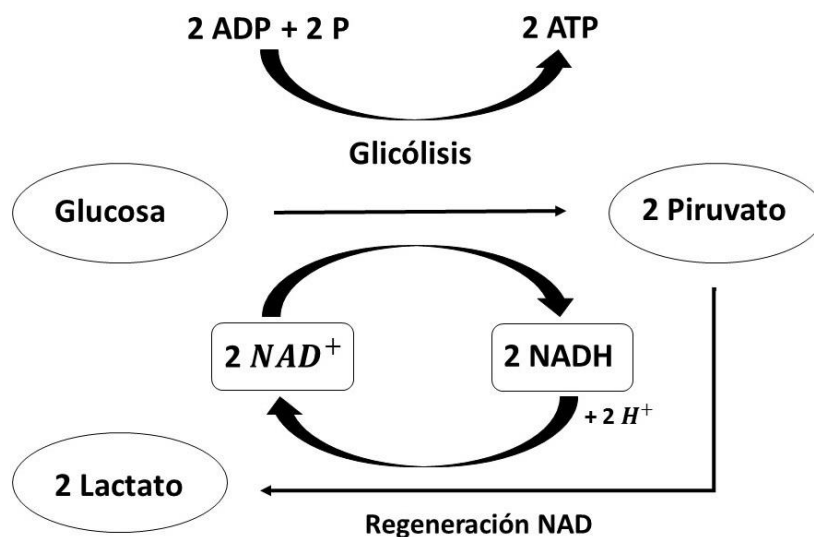 2 ADP + 2 P
2 ATP
Glicólisis
Glucosa
2 Piruvato
2 NAD⁺
2 NADH
+ 2 H⁺
2 Lactato
Regeneración NAD